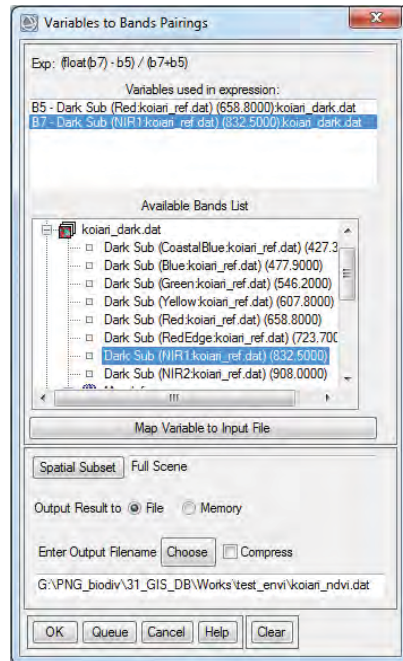 Variables to Bands Pairings
Exp: (float(b7) - b5) / (b7+b5)
Variables used in expression:
B5 - Dark Sub (Red:koiari_ref.dat) (658.8000):koiari_dark.dat
B7 - Dark Sub (NIR1:koiari_ref.dat) (832.5000):koiari_dark.dat
Available Bands List
koiari_dark.dat
Dark Sub (CoastalBlue:koiari_ref.dat) (427.3
Dark Sub (Blue:koiari_ref.dat) (477.9000)
Dark Sub (Green:koiari_ref.dat) (546.2000)
Dark Sub (Yellow:koiari_ref.dat) (607.8000)
Dark Sub (Red:koiari_ref.dat) (658.8000)
Dark Sub (RedEdge:koiari_ref.dat) (723.700
Dark Sub (NIR1:koiari_ref.dat) (832.5000)
Dark Sub (NIR2:koiari_ref.dat) (908.0000)
Map Variable to Input File
Spatial Subset Full Scene
Output Result to File Memory
Enter Output Filename Choose Compress
G:\PNG_biodiv\31_GIS_DB\Works\test_envi\koiari_ndvi.dat
OK Queue Cancel Help Clear